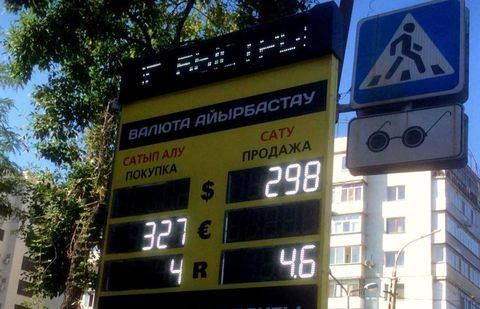 ВАЛЮТА АЙЫРБАСТАУ
САТЫП АЛУ САТУ
ПОКУПКА ПРОДАЖА
$ 298
327 €
4 R 4.6